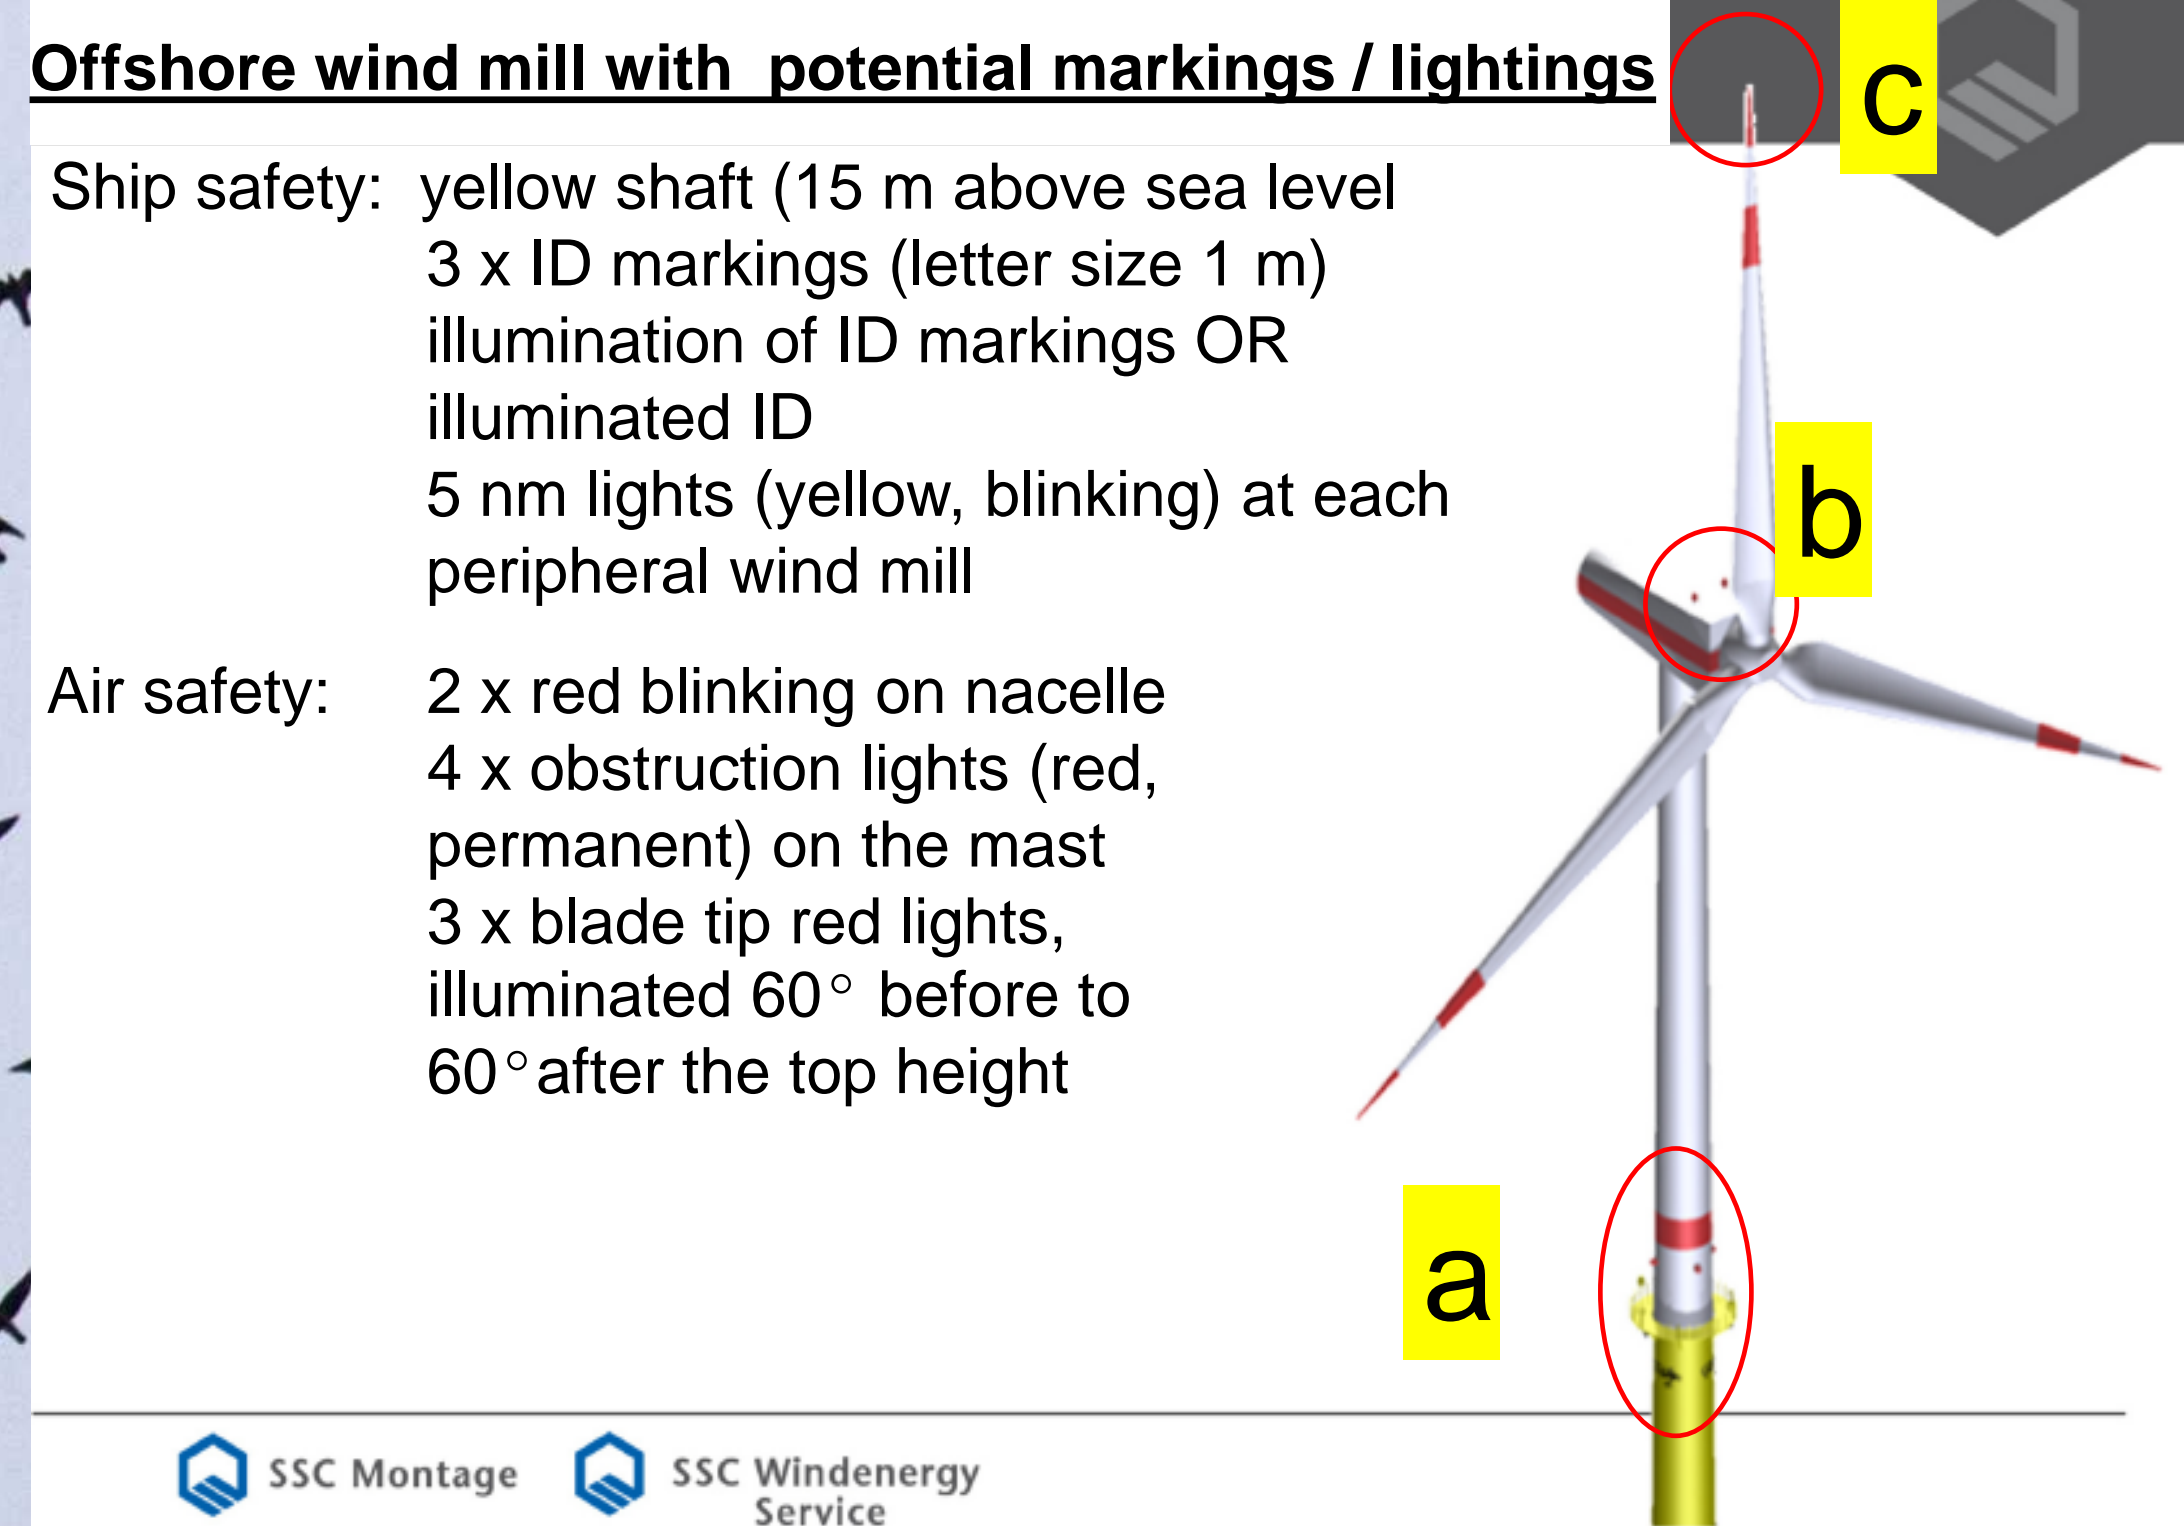 Offshore wind mill with  potential markings / lightings
c
Ship safety: yellow shaft (15 m above sea level
3 x ID markings (letter size 1 m)
illumination of ID markings OR
illuminated ID
5 nm lights (yellow, blinking) at each
peripheral wind mill
b
Air safety: 2 x red blinking on nacelle
4 x obstruction lights (red,
permanent) on the mast
3 x blade tip red lights,
illuminated 60° before to
60°after the top height
a
SSC Montage
SSC Windenergy
Service